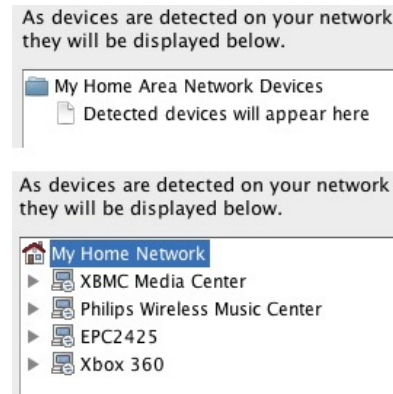 As devices are detected on your network
they will be displayed below.
My Home Area Network Devices
Detected devices will appear here
As devices are detected on your network
they will be displayed below.
My Home Network
XBMC Media Center
Philips Wireless Music Center
EPC2425
Xbox 360